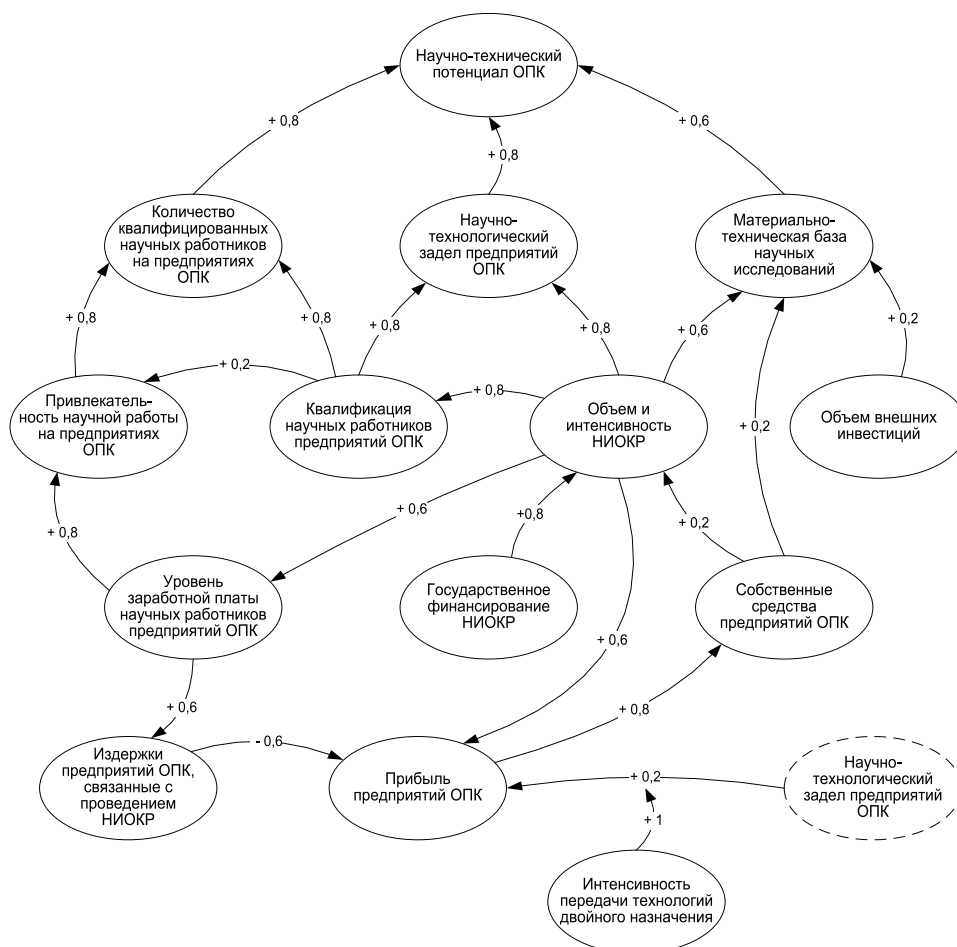 Научно-технический
потенциал ОПК
+ 0,8
+ 0,8
+ 0,6
Количество
квалифицированных
научных работников
на предприятиях
ОПК
Научно-
технологический
задел предприятий
ОПК
Материально-
техническая база
научных
исследований
+ 0,8
+ 0,8
+ 0,8
+ 0,8
+ 0,6
+ 0,2
+ 0,2
+ 0,8
+ 0,2
Привлекатель-
ность научной работы
на предприятиях
ОПК
Квалификация
научных работников
предприятий ОПК
Объем и
интенсивность
НИОКР
Объем внешних
инвестиций
+ 0,8
+ 0,6
+0,8
+ 0,2
Уровень
заработной платы
научных работников
предприятий ОПК
Государственное
финансирование
НИОКР
Собственные
средства
предприятий ОПК
+ 0,6
+ 0,6
+ 0,8
- 0,6
Издержки
предприятий ОПК,
связанные с
проведением
НИОКР
Прибыль
предприятий ОПК
+ 0,2
Научно-
технологический
задел предприятий
ОПК
+ 1
Интенсивность
передачи технологий
двойного назначения